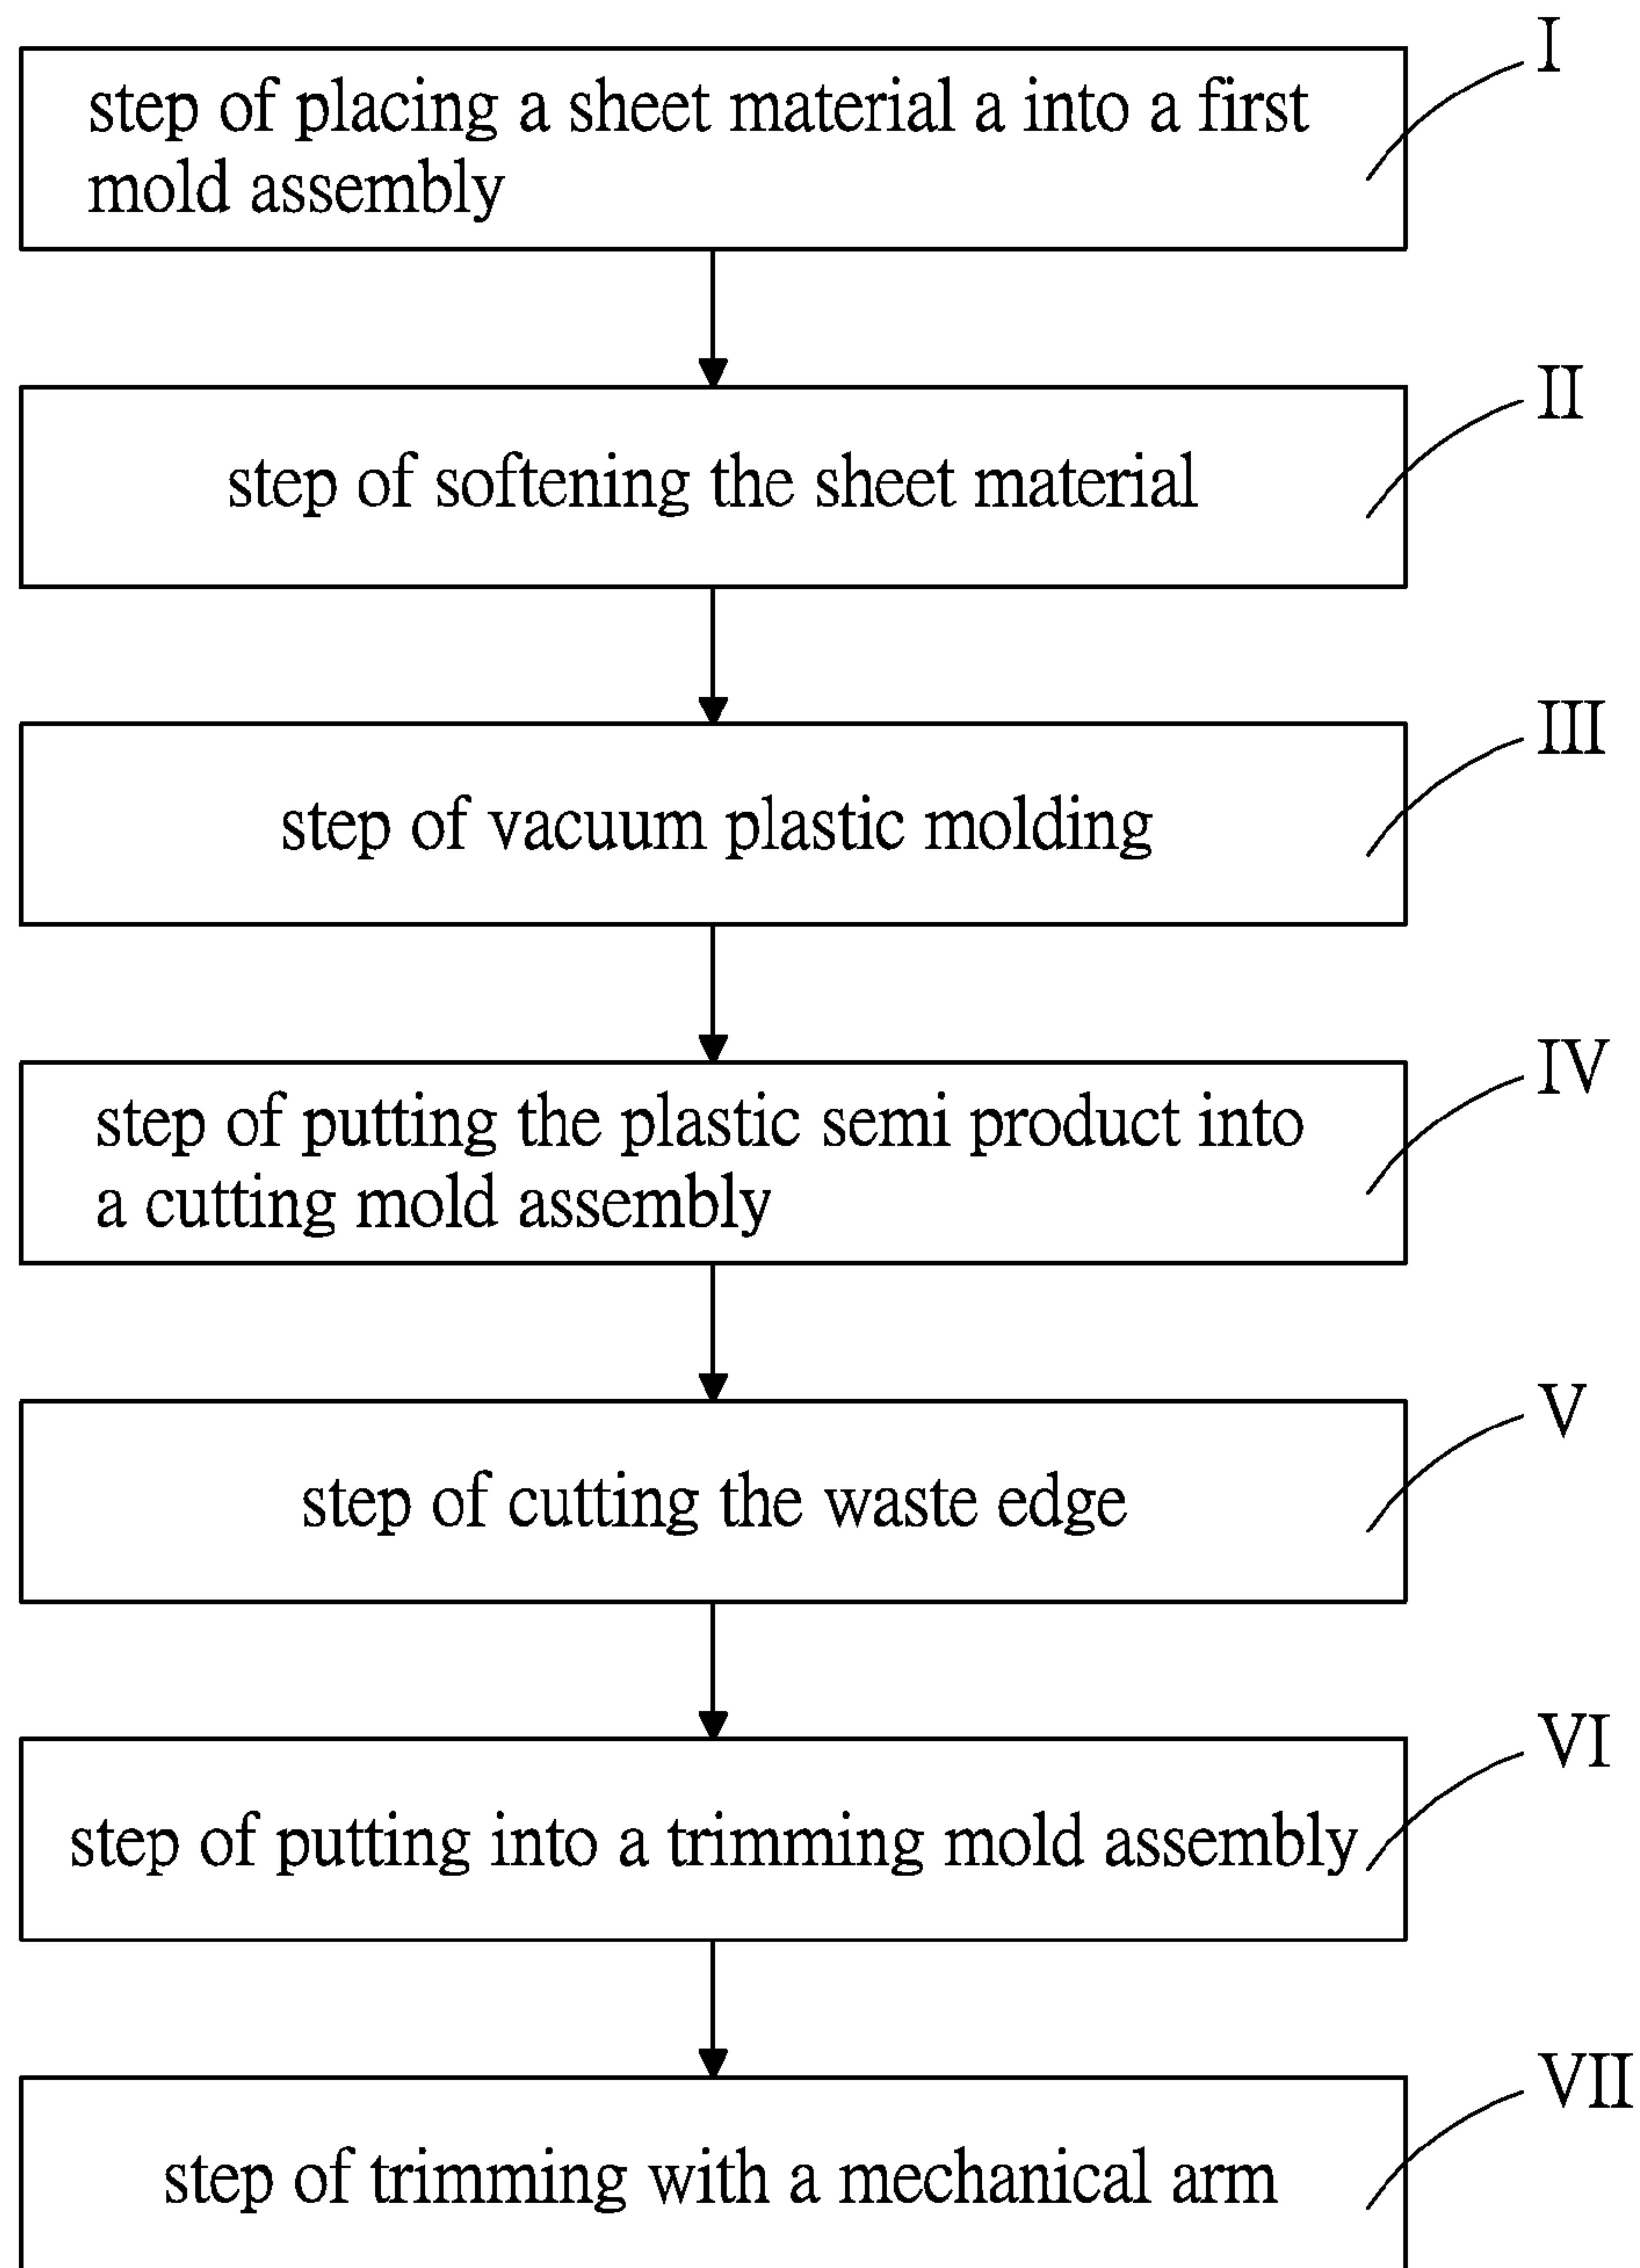 I
step of placing a sheet material a into a first
mold assembly
II
step of softening the sheet material
III
step of vacuum plastic molding
IV
step of putting the plastic semi product into
a cutting mold assembly
V
step of cutting the waste edge
VI
step of putting into a trimming mold assembly
VII
step of trimming with a mechanical arm